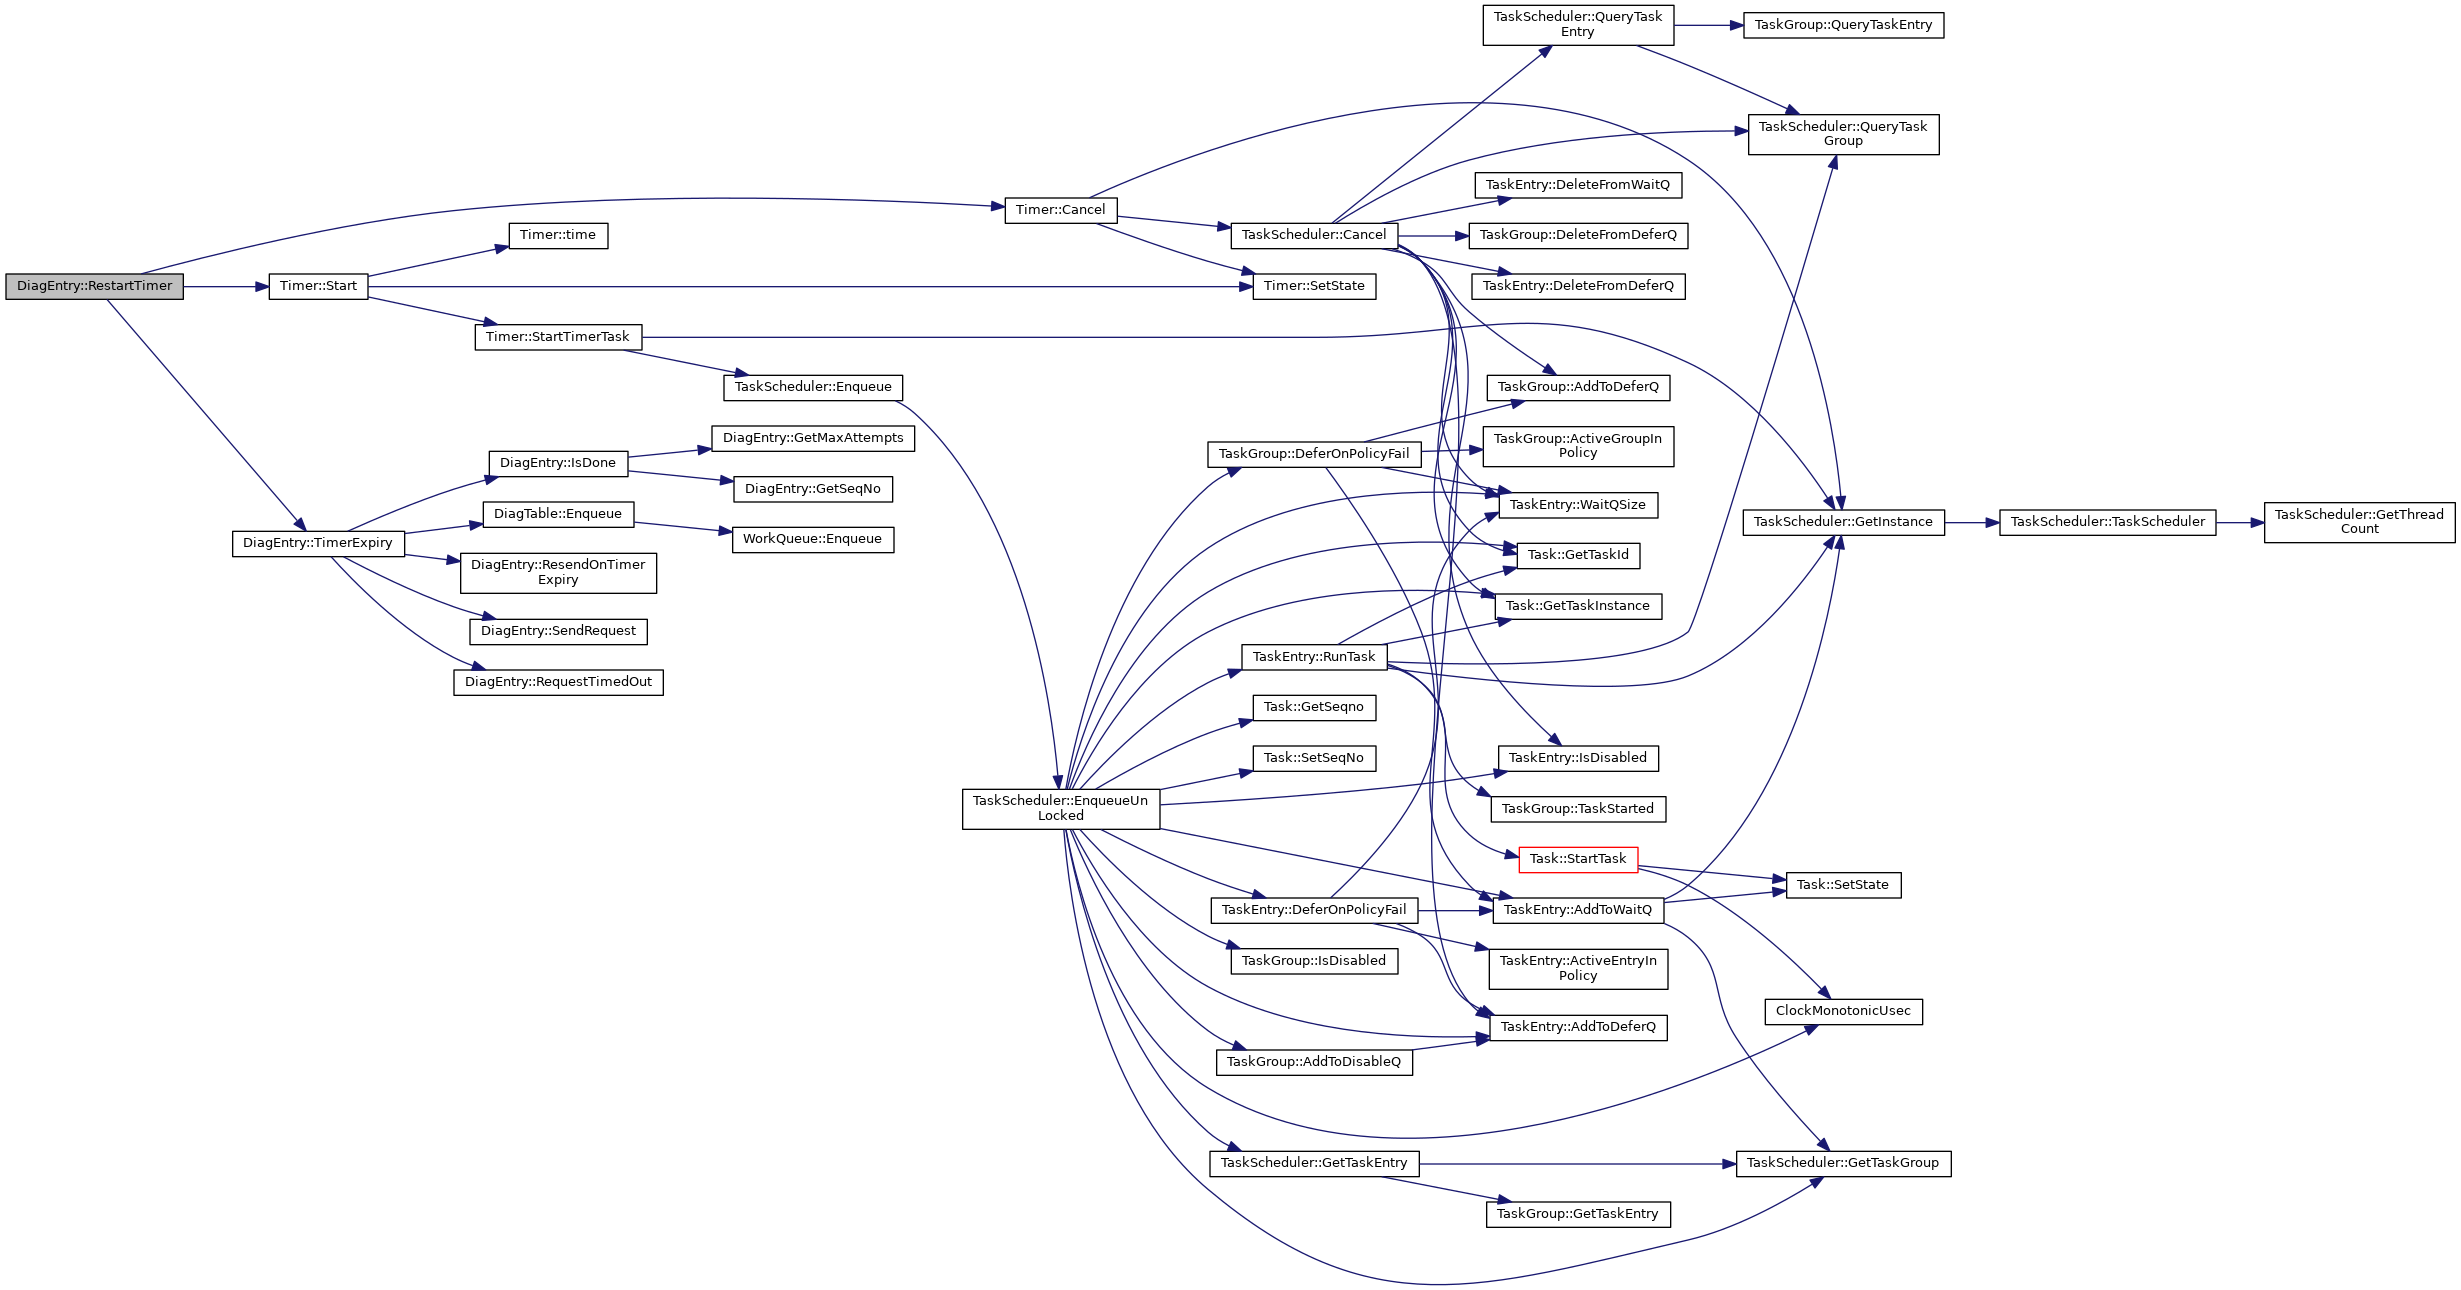 DiagEntry::RestartTimer
Timer::Start
DiagEntry::TimerExpiry
Timer::time
Timer::StartTimerTask
DiagEntry::IsDone
DiagTable::Enqueue
DiagEntry::ResendOnTimer
Expiry
DiagEntry::SendRequest
DiagEntry::RequestTimedOut
TaskScheduler::Enqueue
DiagEntry::GetMaxAttempts
DiagEntry::GetSeqNo
WorkQueue::Enqueue
Timer::Cancel
TaskScheduler::EnqueueUn
Locked
TaskScheduler::Cancel
Timer::SetState
TaskGroup::DeferOnPolicyFail
TaskEntry::RunTask
Task::GetSeqno
Task::SetSeqNo
TaskEntry::DeferOnPolicyFail
TaskGroup::IsDisabled
TaskGroup::AddToDisableQ
TaskScheduler::GetTaskEntry
TaskScheduler::QueryTask
Entry
TaskEntry::DeleteFromWaitQ
TaskGroup::DeleteFromDeferQ
TaskEntry::DeleteFromDeferQ
TaskGroup::AddToDeferQ
TaskGroup::ActiveGroupIn
Policy
TaskEntry::WaitQSize
Task::GetTaskId
Task::GetTaskInstance
TaskEntry::IsDisabled
TaskGroup::TaskStarted
Task::StartTask
TaskEntry::AddToWaitQ
TaskEntry::ActiveEntryIn
Policy
TaskEntry::AddToDeferQ
TaskGroup::GetTaskEntry
TaskGroup::QueryTaskEntry
TaskScheduler::QueryTask
Group
TaskScheduler::GetInstance
Task::SetState
ClockMonotonicUsec
TaskScheduler::GetTaskGroup
TaskScheduler::TaskScheduler
TaskScheduler::GetThread
Count